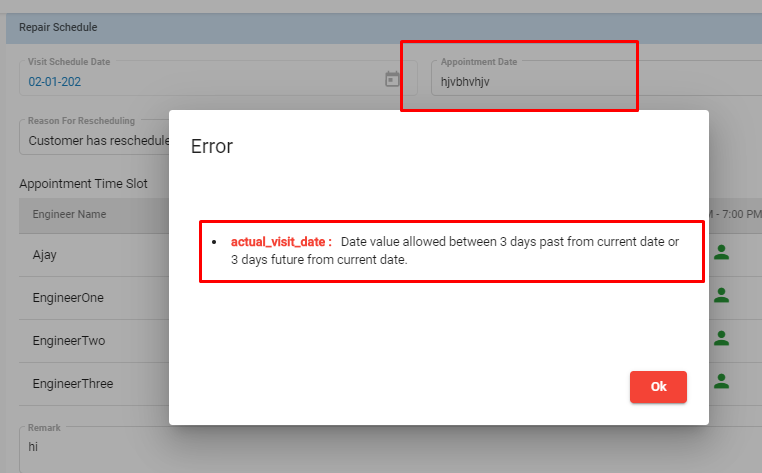 Repair Schedule
Visit Schedule Date
Appointment Date
02-01-202
hjvbhvhjv
Reason For Rescheduling
Customer has reschedule
Error
Appointment Time Slot
Engineer Name
- 7:00 PM
• actual_visit_date : Date value allowed between 3 days past from current date or
3 days future from current date.
Ajay
EngineerOne
EngineerTwo
EngineerThree
Ok
Remark
hi